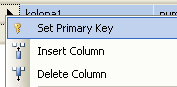 kolona1
Set Primary Key
Insert Column
Delete Column